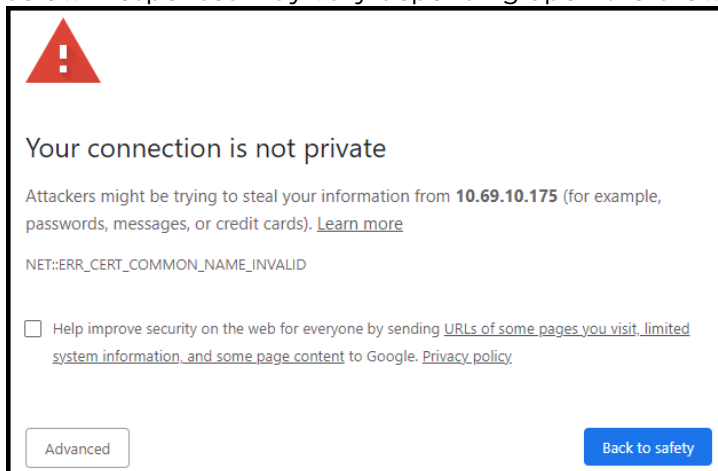 Your connection is not private
Attackers might be trying to steal your information from 10.69.10.175 (for example,
passwords, messages, or credit cards). Learn more
NET::ERR_CERT_COMMON_NAME_INVALID
Help improve security on the web for everyone by sending URLs of some pages you visit, limited
system information, and some page content to Google. Privacy policy
Advanced
Back to safety